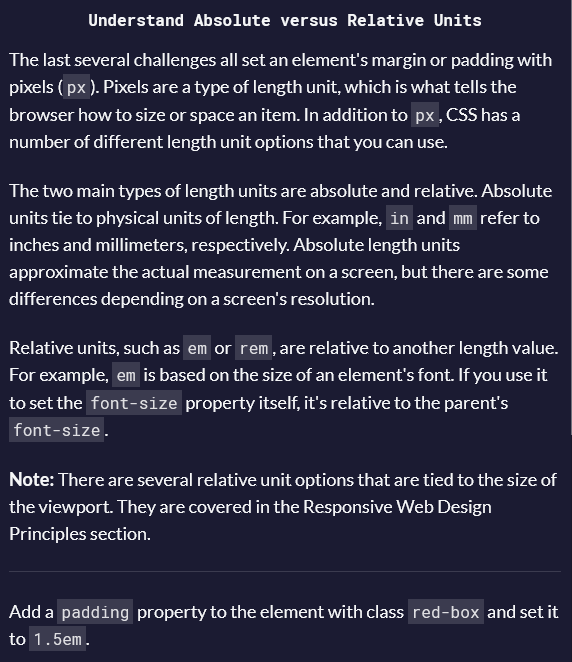 Understand Absolute versus Relative Units
The last several challenges all set an element's margin or padding with
pixels (px). Pixels are a type of length unit, which is what tells the
browser how to size or space an item. In addition to px, CSS has a
number of different length unit options that you can use.
The two main types of length units are absolute and relative. Absolute
units tie to physical units of length. For example, in and mm refer to
inches and millimeters, respectively. Absolute length units
approximate the actual measurement on a screen, but there are some
differences depending on a screen's resolution.
Relative units, such as em or rem, are relative to another length value.
For example, em is based on the size of an element's font. If you use it
to set the font-size property itself, it's relative to the parent's
font-size.
Note: There are several relative unit options that are tied to the size of
the viewport. They are covered in the Responsive Web Design
Principles section.
Add a padding property to the element with class red-box and set it
to 1.5em.